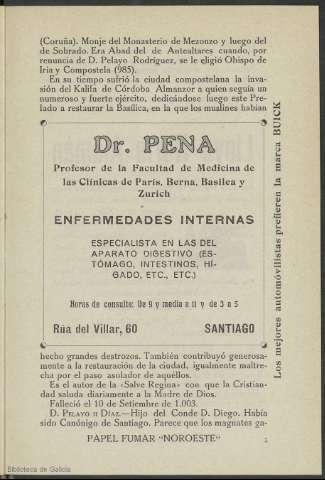 (Coruña). Monje del Monasterio de Mezonzo y luego del
de Sobrado. Era Abad del de Antealtares cuando, por
renuncia de D. Pelayo Rodríguez, se le eligió Obispo de
Iria y Compostela (985).
En su tiempo sufrió la ciudad compostelana la inva-
sión del Kalifa de Córdoba Almanzor a quien seguía un
numeroso y fuerte ejército, dedicándose luego este Pre-
lado a restaurar la Basílica, en la que los muslines habían
Dr. PENA
Profesor de la Facultad de Medicina de
las Clínicas de París, Berna, Basilea y
Zurich
ENFERMEDADES INTERNAS
ESPECIALISTA EN LAS DEL
APARATO DIGESTIVO (ES-
TÓMAGO, INTESTINOS, HÍ-
GADO, ETC., ETC.)
Horas de consulta: De 9 y media a 11 y de 3 a 5
Rúa del Villar, 60 SANTIAGO
Los mejores automóvilistas prefieren la marca BUICK
hecho grandes destrozos. También contribuyó generosa-
mente a la restauración de la ciudad, igualmente maltre-
cha por el paso asolador de aquéllos.
Es el autor de la «Salve Regina» con que la Cristian-
dad saluda diariamente a la Madre de Dios.
Falleció el 10 de Setiembre de 1.003.
D. PELAYO II DÍAZ.—Hijo del Conde D. Diego. Había
sido Canónigo de Santiago. Parece que los magnates ga-
PAPEL FUMAR "NOROESTE"
Biblioteca de Galicia